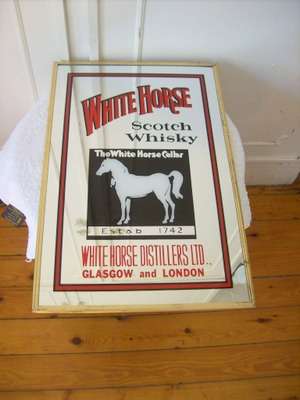 WHITE HORSE
Scotch
Whisky
The White Horse Cellar
Estab 1742
WHITE HORSE DISTILLERS LTD..
GLASGOW and LONDON